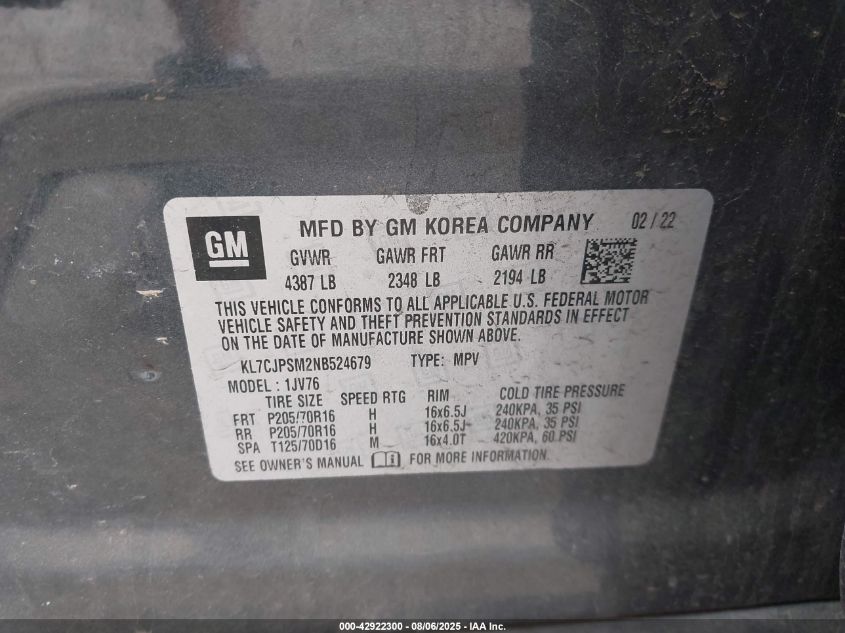 GM
MFD BY GM KOREA COMPANY 02 / 22
GVWR GAWR FRT GAWR RR
4387 LB 2348 LB 2194 LB
THIS VEHICLE CONFORMS TO ALL APPLICABLE U.S. FEDERAL MOTOR
VEHICLE SAFETY AND THEFT PREVENTION STANDARDS IN EFFECT
ON THE DATE OF MANUFACTURE SHOWN ABOVE.
KL7CJPSM2NB524679 TYPE: MPV
MODEL : 1JV76
TIRE SIZE SPEED RTG RIM COLD TIRE PRESSURE
FRT P205/70R16 H 16x6.5J 240KPA, 35 PSI
RR P205/70R16 H 16x6.5J 240KPA, 35 PSI
SPA T125/70D16 M 16x4.0T 420KPA, 60 PSI
SEE OWNER'S MANUAL FOR MORE INFORMATION.
000-42922300 - 08/06/2025 - IAA Inc.